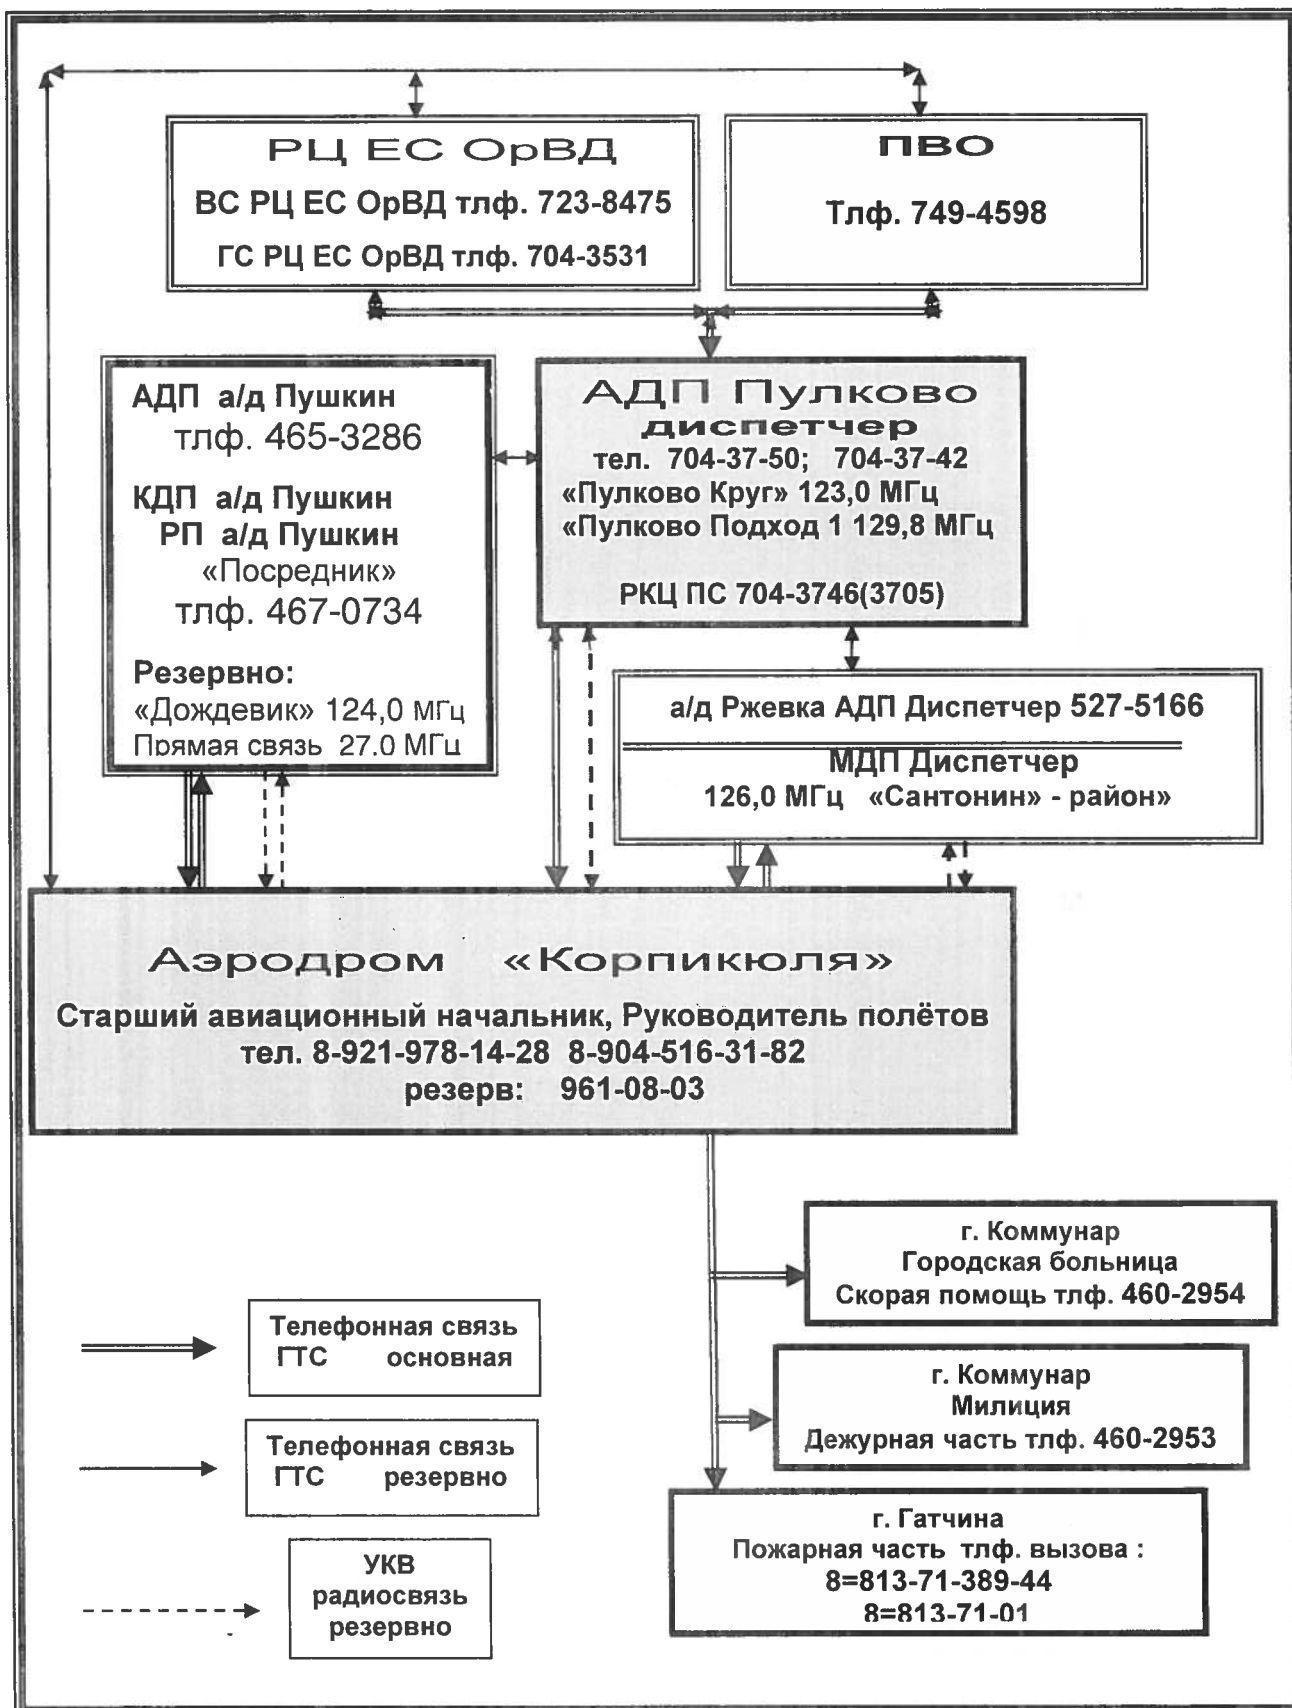 РЦ ЕС ОрВД
ВС РЦ ЕС ОрВД тлф. 723-8475
ГС РЦ ЕС ОрВД тлф. 704-3531
ПВО
Тлф. 749-4598
АДП а/д Пушкин
тлф. 465-3286
КДП а/д Пушкин
РП а/д Пушкин
«Посредник»
тлф. 467-0734
Резервно:
«Дождевик» 124,0 МГц
Прямая связь 27.0 МГц
АДП Пулково
диспетчер
тел. 704-37-50; 704-37-42
«Пулково Круг» 123,0 МГц
«Пулково Подход 1 129,8 МГц
РКЦ ПС 704-3746(3705)
а/д Ржевка АДП Диспетчер 527-5166
МДП Диспетчер
126,0 МГц «Сантонин» - район»
Аэродром «Корпикюля»
Старший авиационный начальник, Руководитель полётов
тел. 8-921-978-14-28 8-904-516-31-82
резерв: 961-08-03
г. Коммунар
Городская больница
Скорая помощь тлф. 460-2954
г. Коммунар
Милиция
Дежурная часть тлф. 460-2953
г. Гатчина
Пожарная часть тлф. вызова :
8=813-71-389-44
8=813-71-01
Телефонная связь
ГТС основная
Телефонная связь
ГТС резервно
УКВ
радиосвязь
резервно